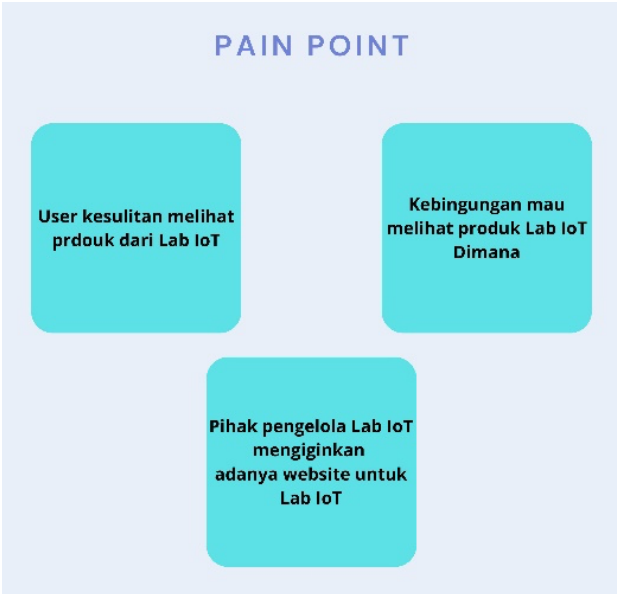 PAIN POINT
User kesulitan melihat
prdouk dari Lab IoT
Kebingungan mau
melihat produk Lab IoT
Dimana
Pihak pengelola Lab IoT
mengiginkan
adanya website untuk
Lab IoT